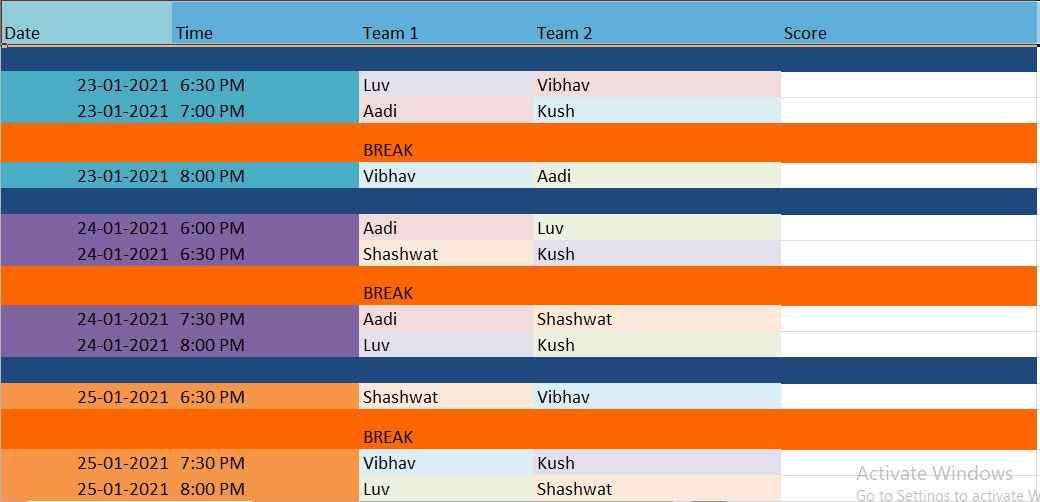 Date Time Team 1 Team 2 Score
23-01-2021 6:30 PM Luv Vibhav
23-01-2021 7:00 PM Aadi Kush
BREAK
23-01-2021 8:00 PM Vibhav Aadi
24-01-2021 6:00 PM Aadi Luv
24-01-2021 6:30 PM Shashwat Kush
BREAK
24-01-2021 7:30 PM Aadi Shashwat
24-01-2021 8:00 PM Luv Kush
25-01-2021 6:30 PM Shashwat Vibhav
BREAK
25-01-2021 7:30 PM Vibhav Kush
25-01-2021 8:00 PM Luv Shashwat
Activate Windows
Go to Settings to activate W